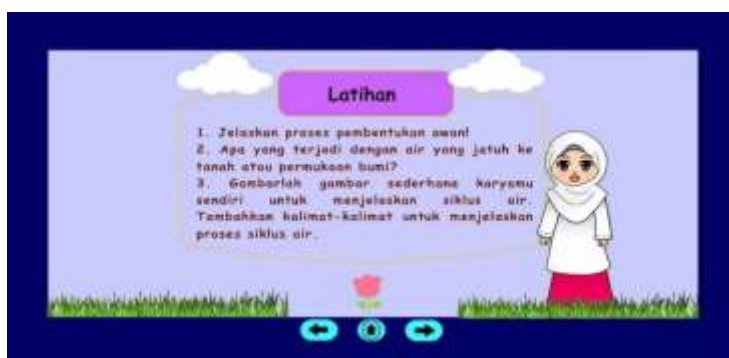 Latihan
1. Jelaskan proses pembentukan awan!
2. Apa yang terjadi dengan air yang jatuh ke
tanah atau permukaan bumi?
3. Gambarlah gambar sederhana karyamu
sendiri untuk menjelaskan siklus air.
Tambahkan kalimat-kalimat untuk menjelaskan
proses siklus air.